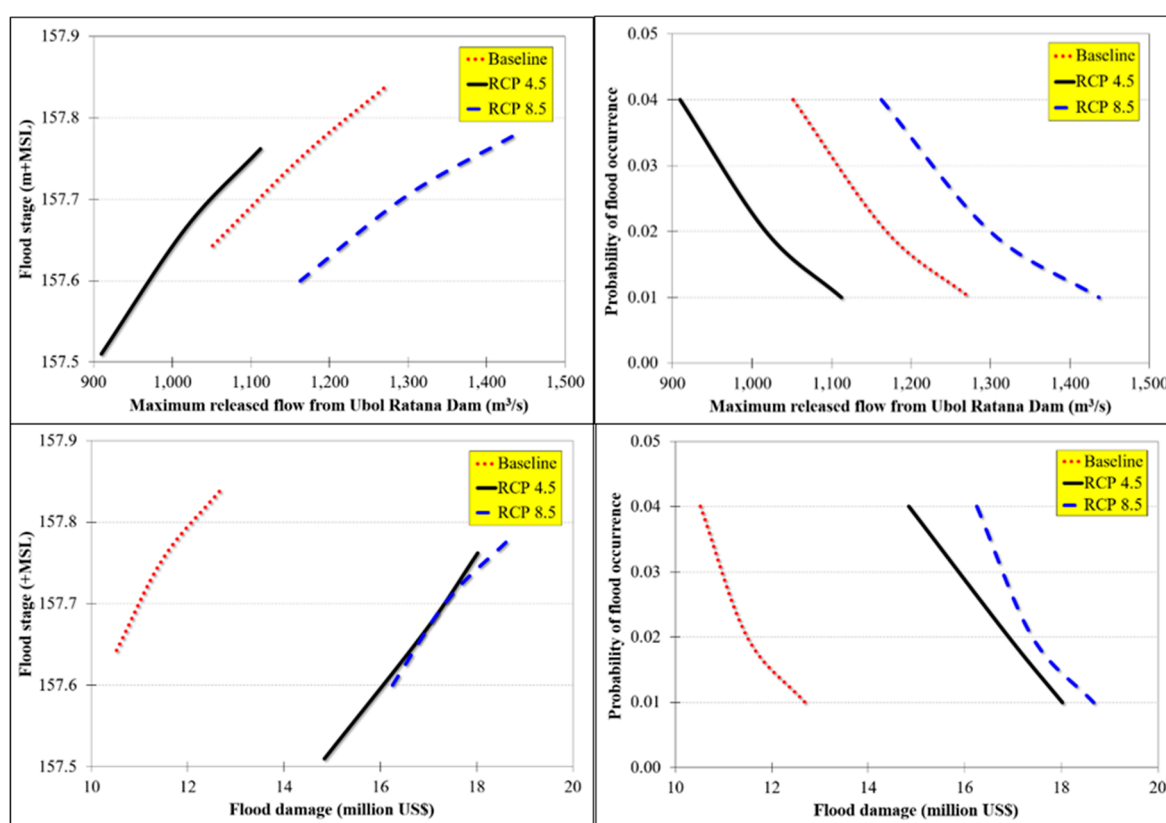 157.9
157.8
157.7
157.6
157.5
Flood stage (m+MSL)
Baseline
RCP 4.5
RCP 8.5
900 1,000 1,100 1,200 1,300 1,400 1,500
Maximum released flow from Ubol Ratana Dam (m³/s)
0.05
0.04
0.03
0.02
0.01
0.00
Probability of flood occurrence
Baseline
RCP 4.5
RCP 8.5
900 1,000 1,100 1,200 1,300 1,400 1,500
Maximum released flow from Ubol Ratana Dam (m³/s)
157.9
157.8
157.7
157.6
157.5
Flood stage (+MSL)
Baseline
RCP 4.5
RCP 8.5
10 12 14 16 18 20
Flood damage (million US$)
0.05
0.04
0.03
0.02
0.01
0.00
Probability of flood occurrence
Baseline
RCP 4.5
RCP 8.5
10 12 14 16 18 20
Flood damage (million US$)